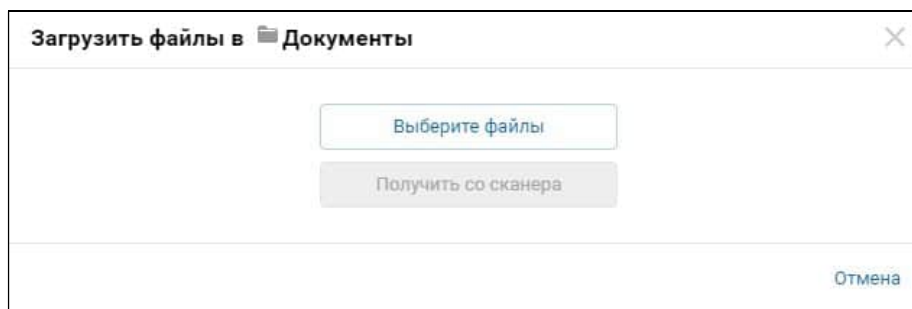 Загрузить файлы в Документы
Выберите файлы
Получить со сканера
Отмена